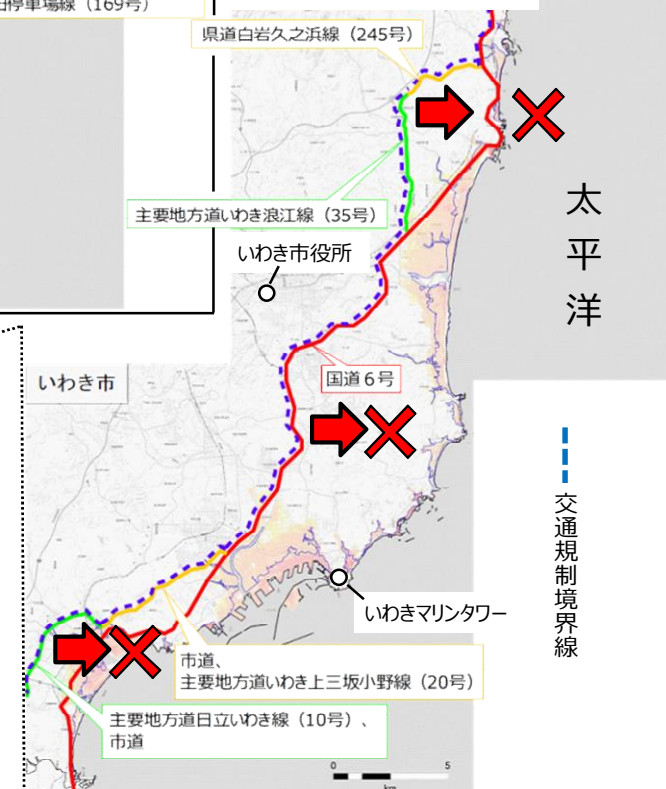 停車場線（169号）
県道白岩久之浜線（245号）
主要地方道いわき浪江線（35号）
いわき市役所
太平洋
国道６号
いわき市
交通規制境界線
いわきマリンタワー
市道、
主要地方道いわき上三坂小野線（20号）
主要地方道日立いわき線（10号）、
市道
0 5
km